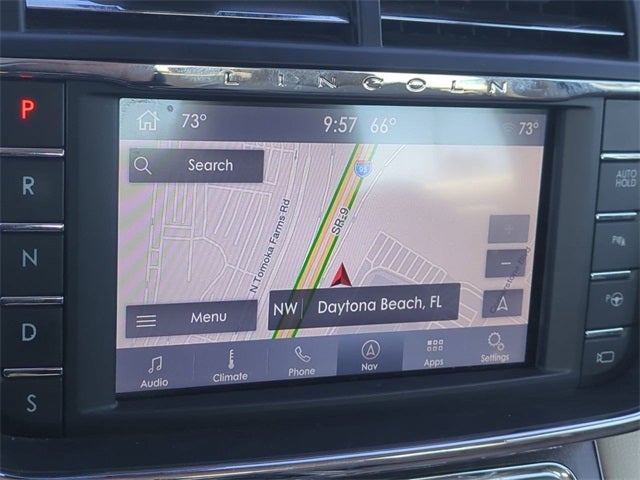 LINCOLN
P
R
N
D
S
73° 9:57 66° 73°
Search
95
SR-9
N Tomoka Farms Rd
+
−
NW Daytona Beach, FL
Menu
Audio Climate Phone Nav Apps Settings
AUTO
HOLD